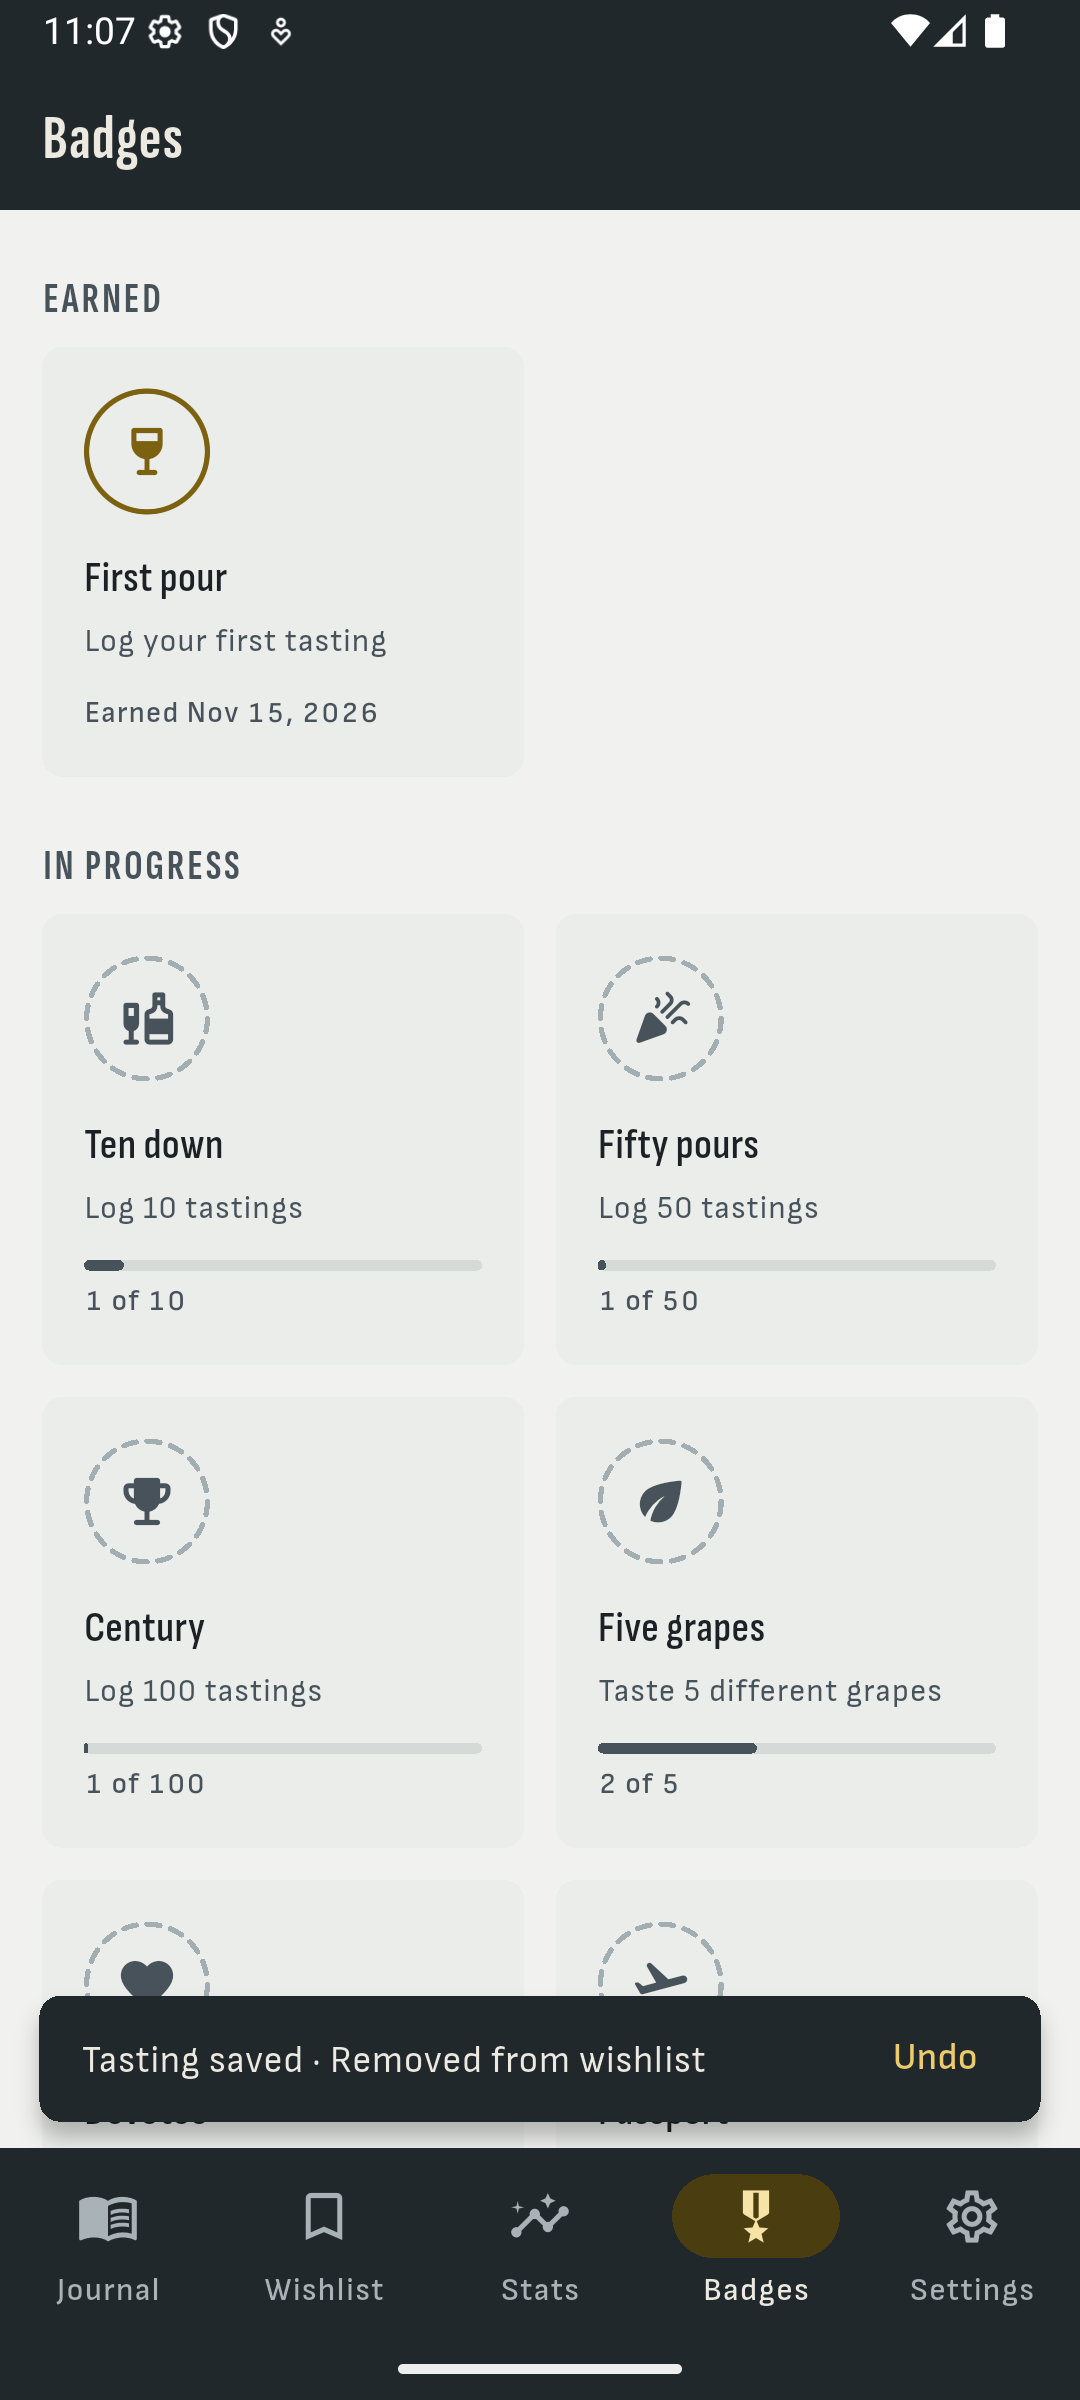 11:07
Badges
EARNED
First pour
Log your first tasting
Earned Nov 15, 2026
IN PROGRESS
Ten down
Log 10 tastings
1 of 10
Fifty pours
Log 50 tastings
1 of 50
Century
Log 100 tastings
1 of 100
Five grapes
Taste 5 different grapes
2 of 5
Tasting saved · Removed from wishlist
Undo
Journal
Wishlist
Stats
Badges
Settings